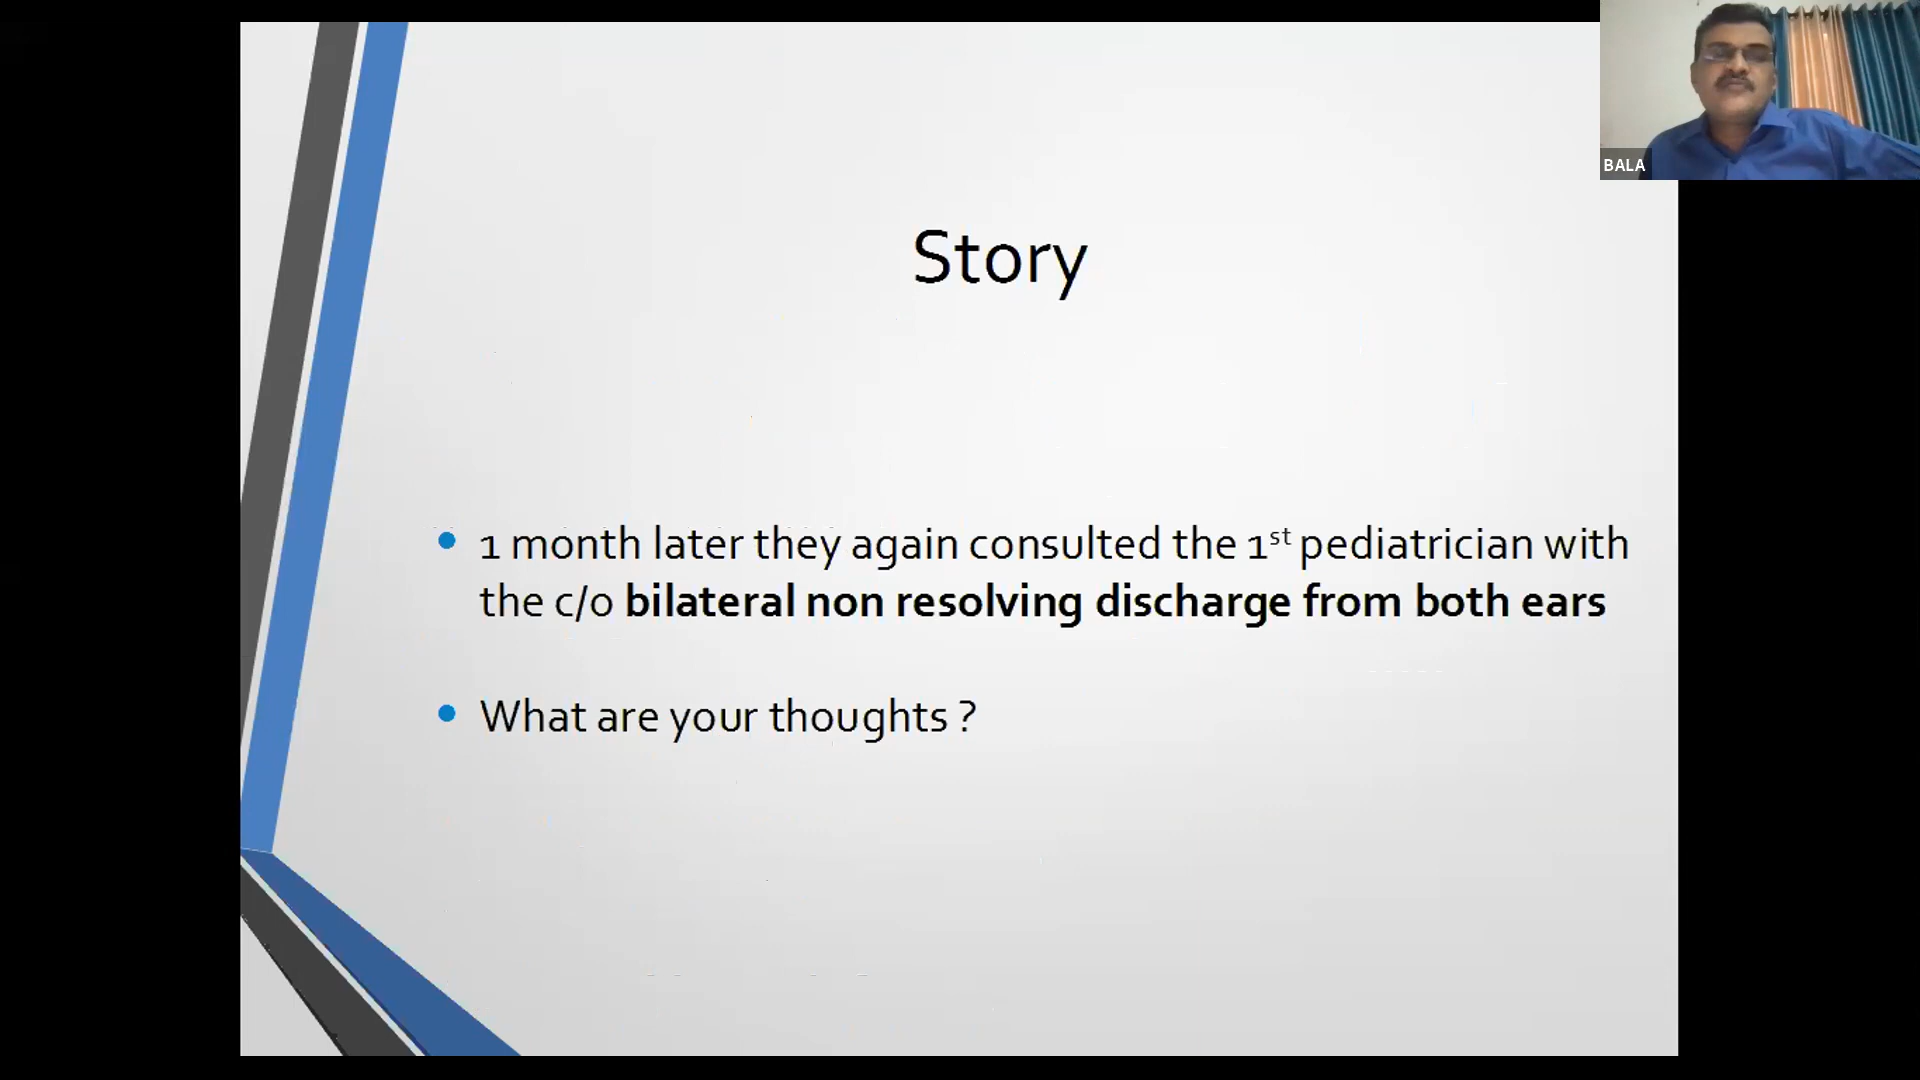 BALA
Story
1 month later they again consulted the 1st pediatrician with
the c/o bilateral non resolving discharge from both ears
What are your thoughts ?